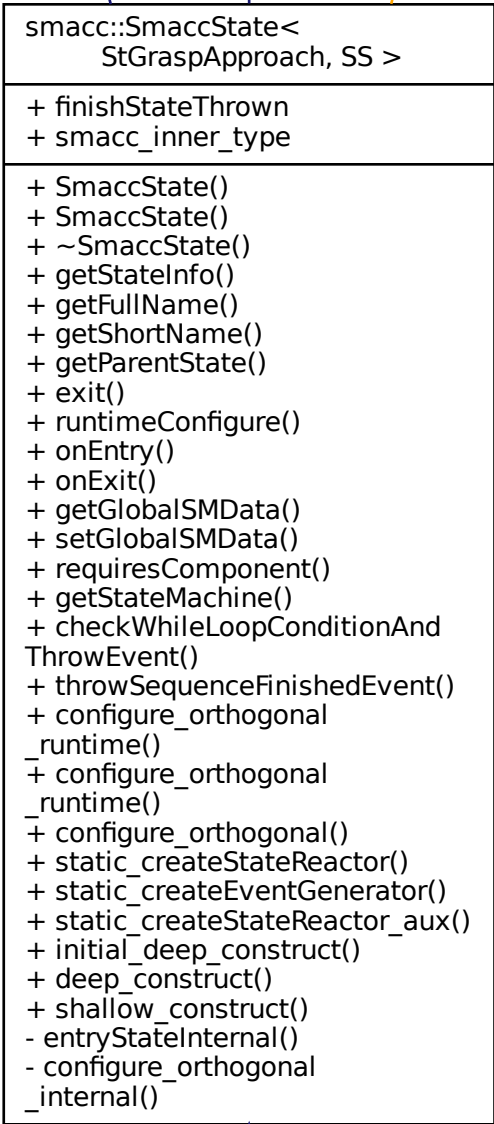 smacc::SmaccState<
StGraspApproach, SS >
+ finishStateThrown
+ smacc_inner_type
+ SmaccState()
+ SmaccState()
+ ~SmaccState()
+ getStateInfo()
+ getFullName()
+ getShortName()
+ getParentState()
+ exit()
+ runtimeConfigure()
+ onEntry()
+ onExit()
+ getGlobalSMData()
+ setGlobalSMData()
+ requiresComponent()
+ getStateMachine()
+ checkWhileLoopConditionAnd
ThrowEvent()
+ throwSequenceFinishedEvent()
+ configure_orthogonal
_runtime()
+ configure_orthogonal
_runtime()
+ configure_orthogonal()
+ static_createStateReactor()
+ static_createEventGenerator()
+ static_createStateReactor_aux()
+ initial_deep_construct()
+ deep_construct()
+ shallow_construct()
- entryStateInternal()
- configure_orthogonal
_internal()